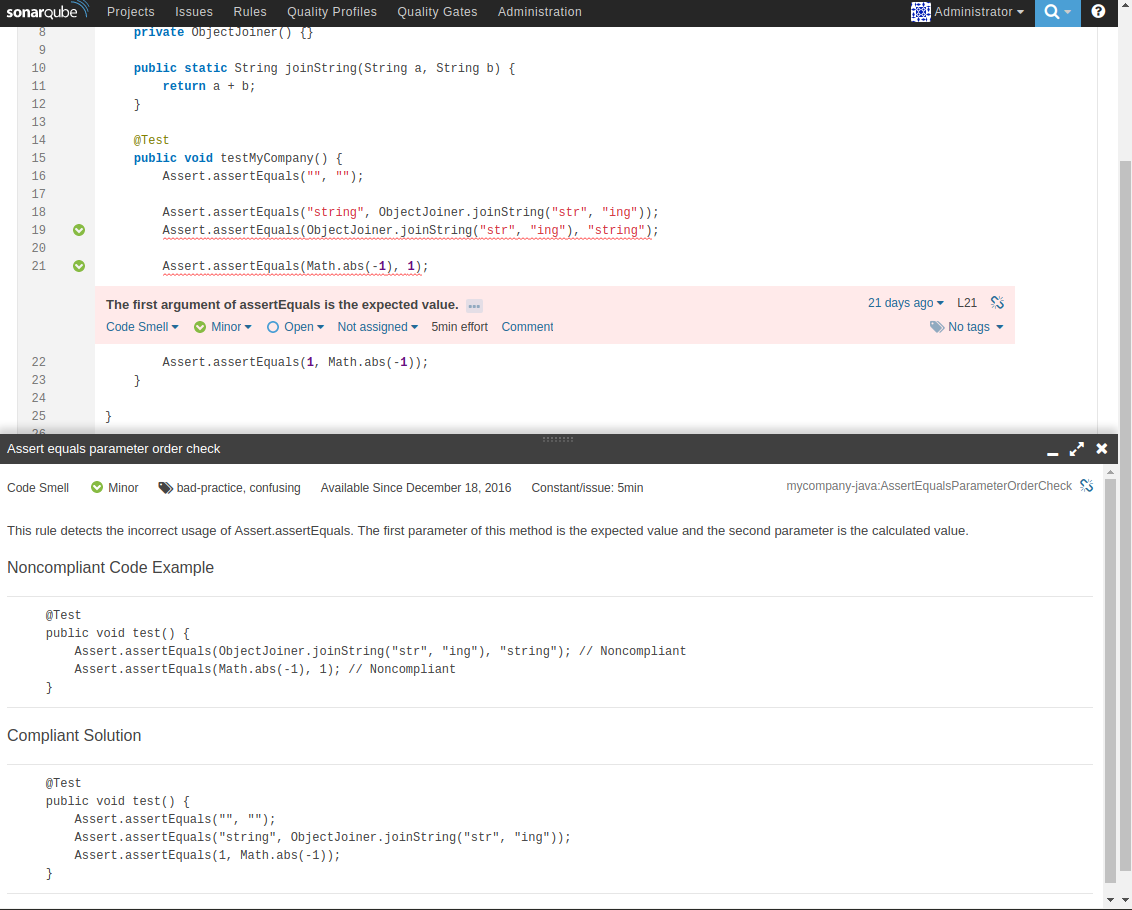 sonarqube Projects Issues Rules Quality Profiles Quality Gates Administration Administrator ?
8 private ObjectJoiner() {}
9
10 public static String joinString(String a, String b) {
11 return a + b;
12 }
13
14 @Test
15 public void testMyCompany() {
16 Assert.assertEquals("", "");
17
18 Assert.assertEquals("string", ObjectJoiner.joinString("str", "ing"));
19 Assert.assertEquals(ObjectJoiner.joinString("str", "ing"), "string");
20
21 Assert.assertEquals(Math.abs(-1), 1);
The first argument of assertEquals is the expected value. ... 21 days ago L21
Code Smell Minor Open Not assigned 5min effort Comment No tags
22 Assert.assertEquals(1, Math.abs(-1));
23 }
24
25 }
26
Assert equals parameter order check
Code Smell Minor bad-practice, confusing Available Since December 18, 2016 Constant/issue: 5min mycompany-java:AssertEqualsParameterOrderCheck
This rule detects the incorrect usage of Assert.assertEquals. The first parameter of this method is the expected value and the second parameter is the calculated value.
Noncompliant Code Example
@Test
public void test() {
Assert.assertEquals(ObjectJoiner.joinString("str", "ing"), "string"); // Noncompliant
Assert.assertEquals(Math.abs(-1), 1); // Noncompliant
}
Compliant Solution
@Test
public void test() {
Assert.assertEquals("", "");
Assert.assertEquals("string", ObjectJoiner.joinString("str", "ing"));
Assert.assertEquals(1, Math.abs(-1));
}